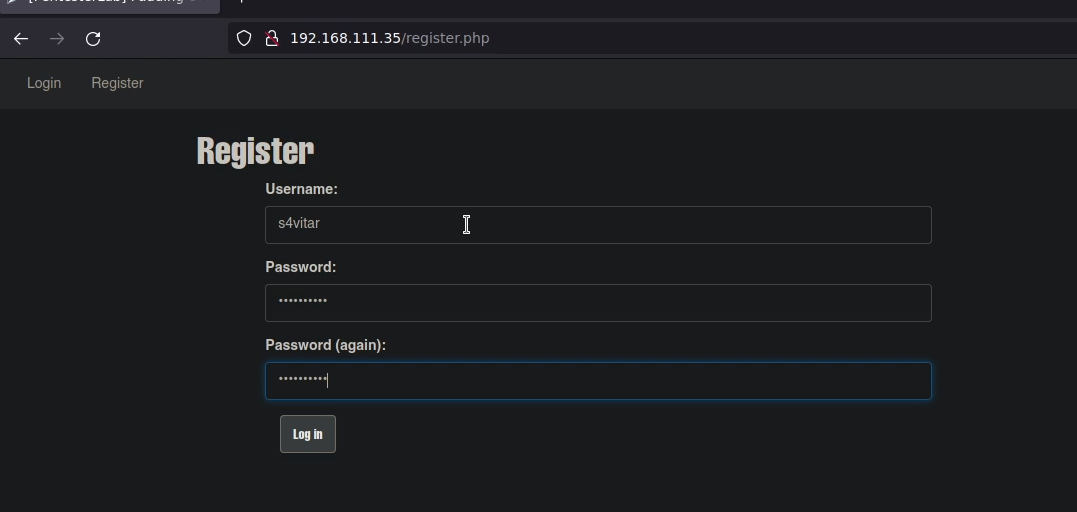 192.168.111.35/register.php
Login Register
Register
Username:
s4vitar
Password:
••••••••••
Password (again):
••••••••••
Log in